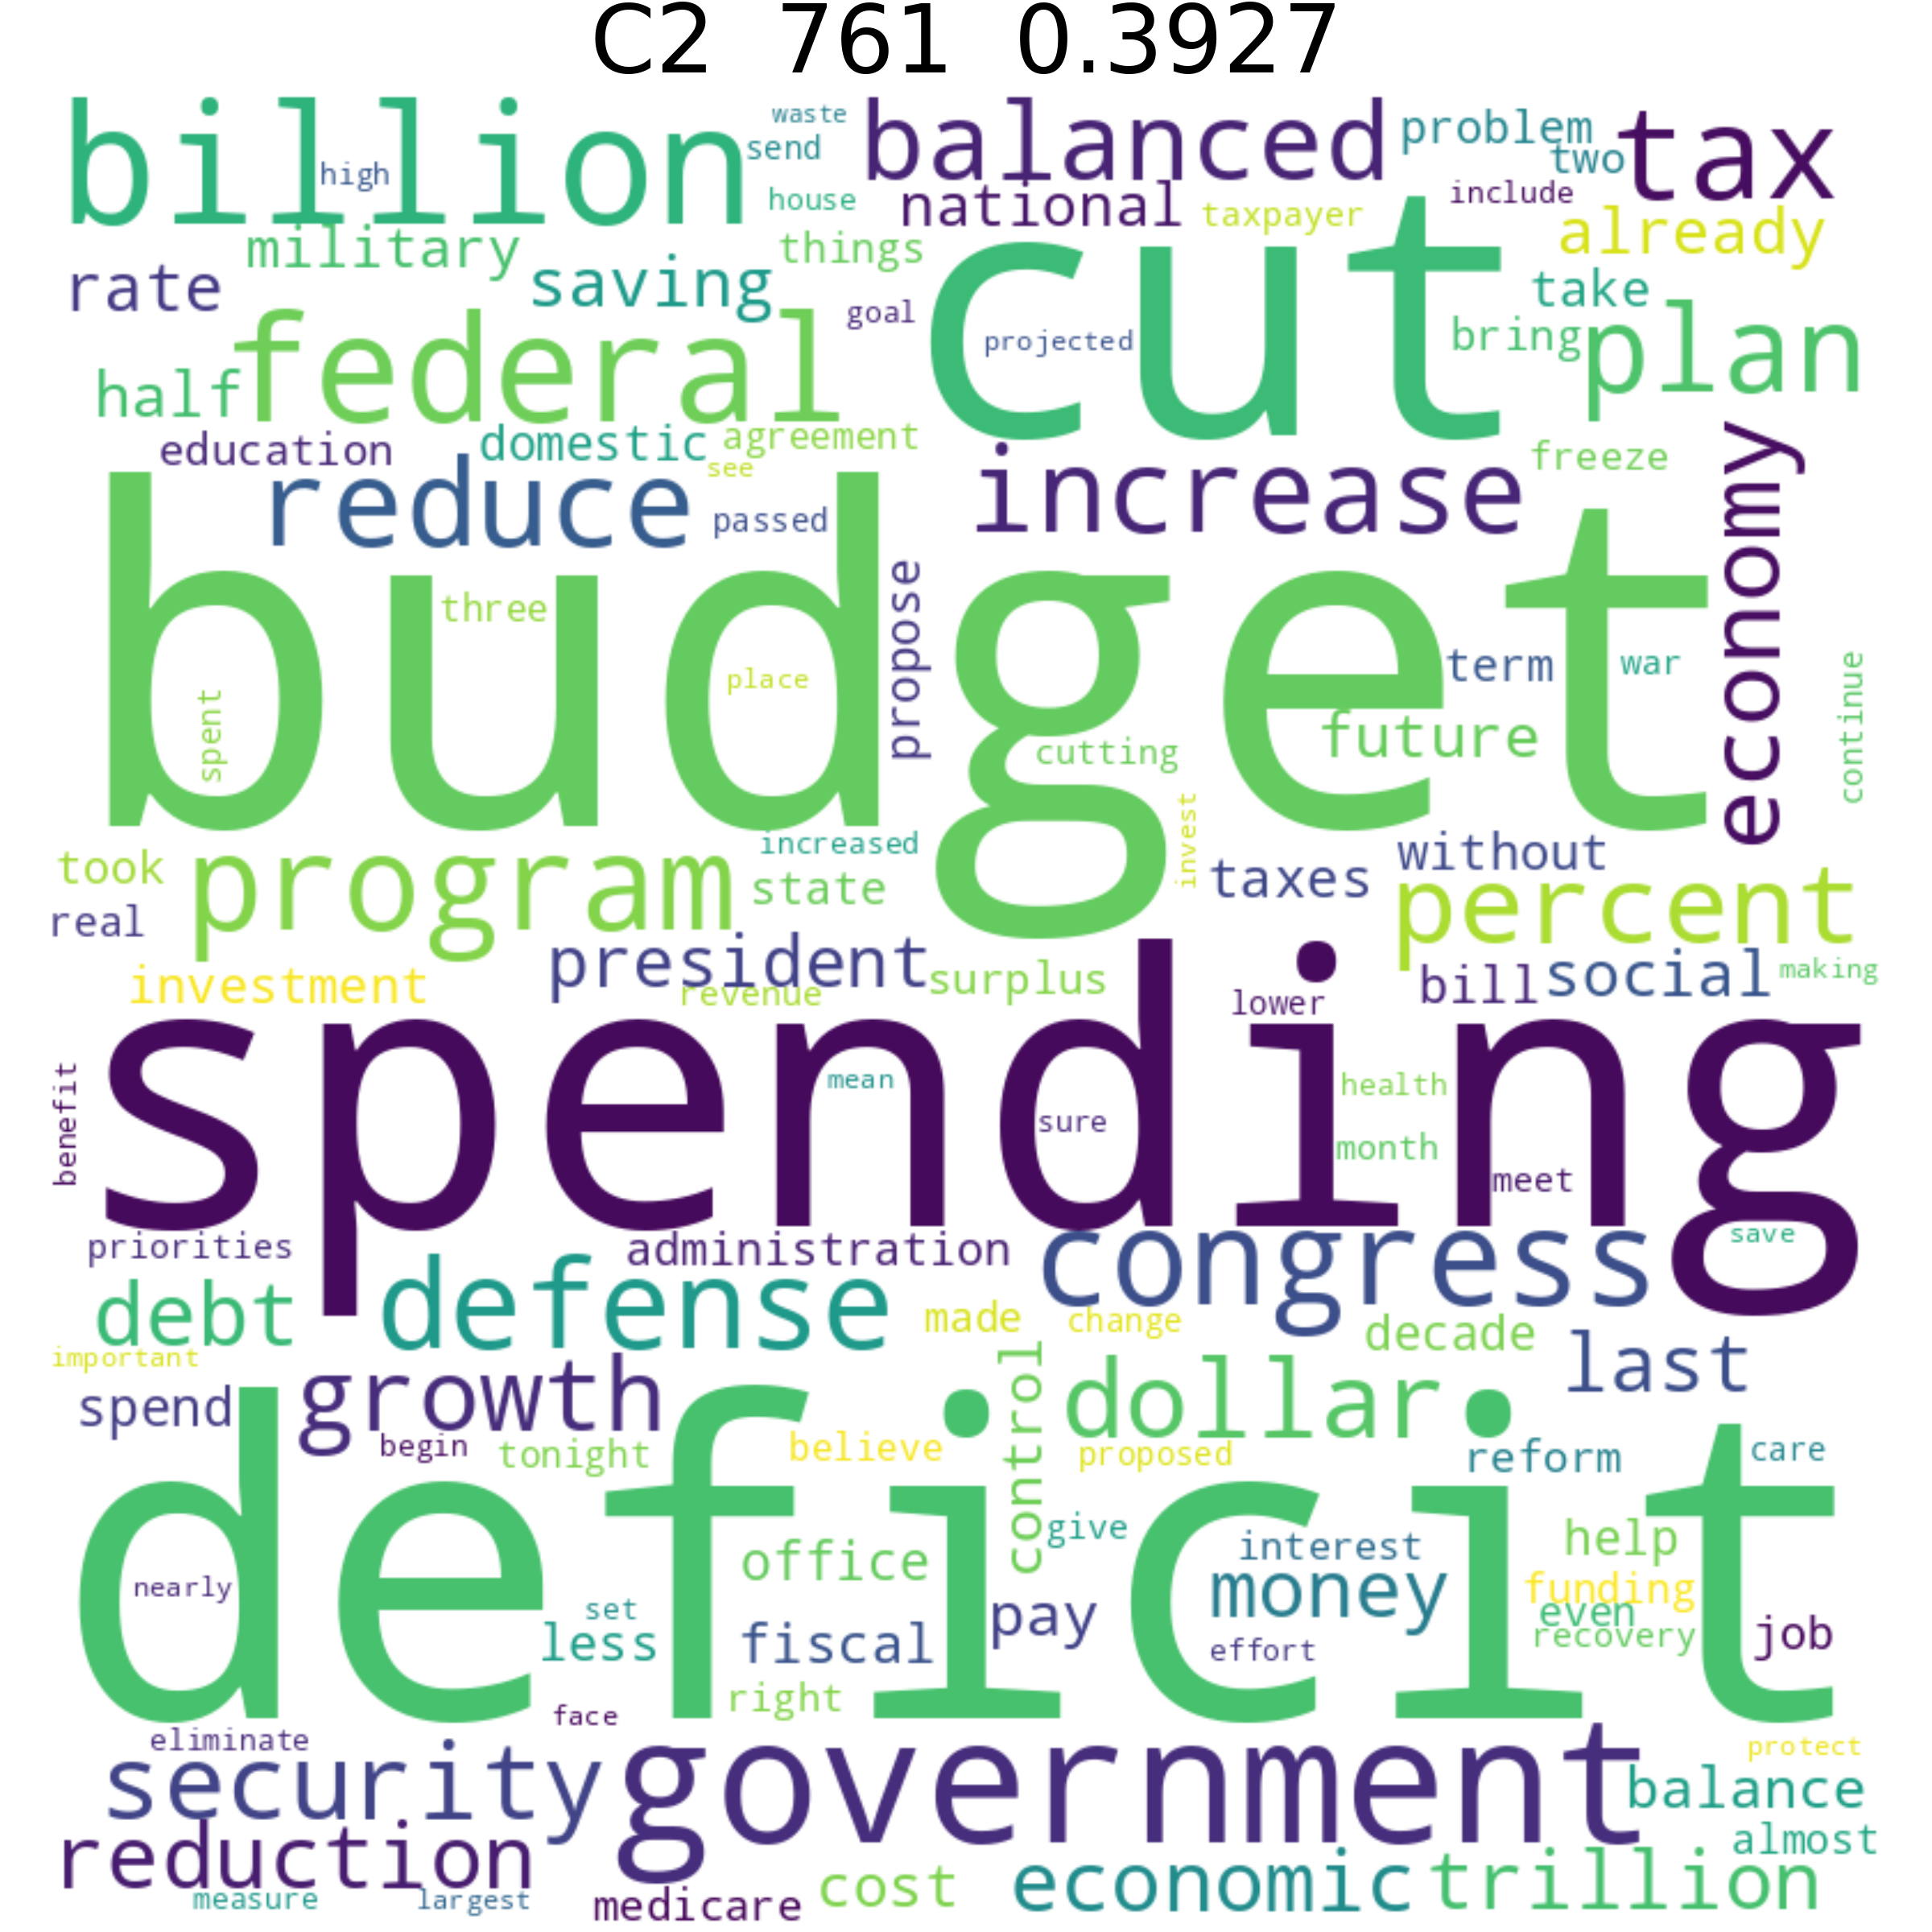 C2 761 0.3927
billion
high
waste
send
house
balanced
problem
two
tax
national
taxpayer
include
already
military
things
rate
saving
goal
cut
projected
take
bring
plan
federal
half
education
domestic
agreement
see
freeze
reduce
passed
increase
economy
budget
three
spent
place
propose
cutting
term
war
future
continue
invest
took
program
increased
state
real
taxes
without
percent
investment
president
revenue
surplus
lower
bill
social
making
spending
benefit
mean
sure
health
month
meet
save
priorities
administration
congress
debt
defense
made
change
decade
last
important
spend
growth
begin
tonight
believe
control
dollar
proposed
reform
care
deficit
nearly
office
give
interest
money
effort
help
funding
even
recovery
job
set
less
fiscal
pay
right
face
eliminate
security
government
protect
balance
reduction
almost
measure
largest
medicare
cost
economic
trillion